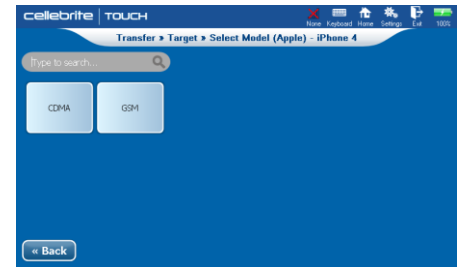 cellebrite TOUCH
None Keyboard Home Settings Exit 100%
Transfer » Target » Select Model (Apple) - iPhone 4
Type to search...
CDMA GSM
« Back